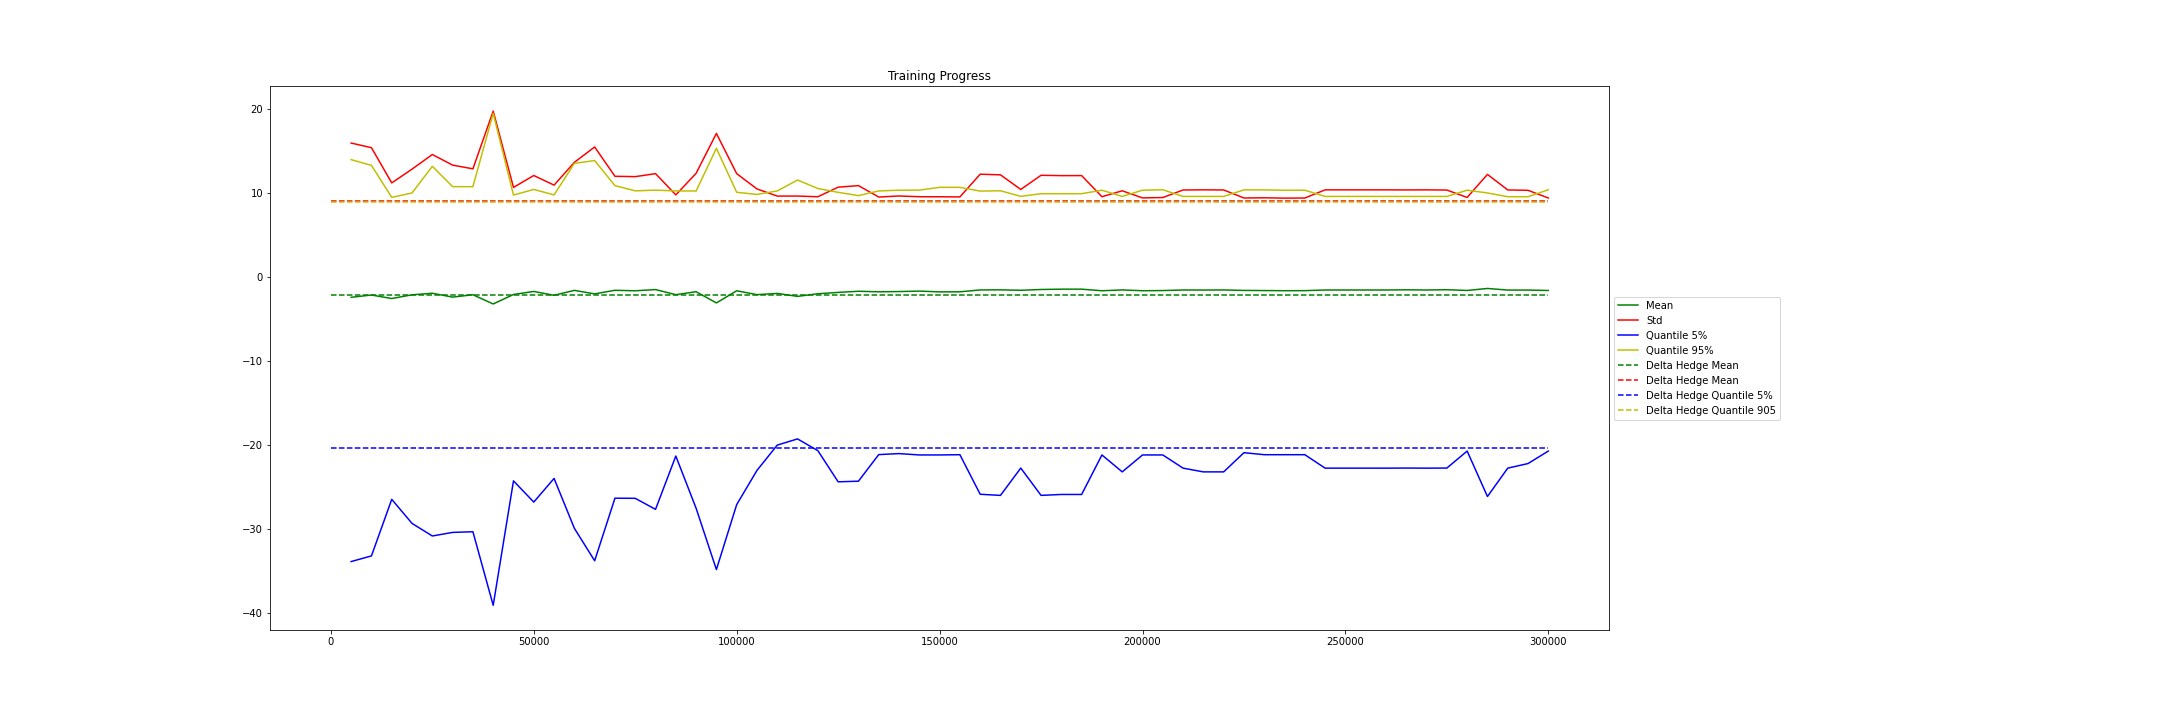 Training Progress
20
10
0
−10
−20
−30
−40
0 50000 100000 150000 200000 250000 300000
Mean
Std
Quantile 5%
Quantile 95%
Delta Hedge Mean
Delta Hedge Mean
Delta Hedge Quantile 5%
Delta Hedge Quantile 905